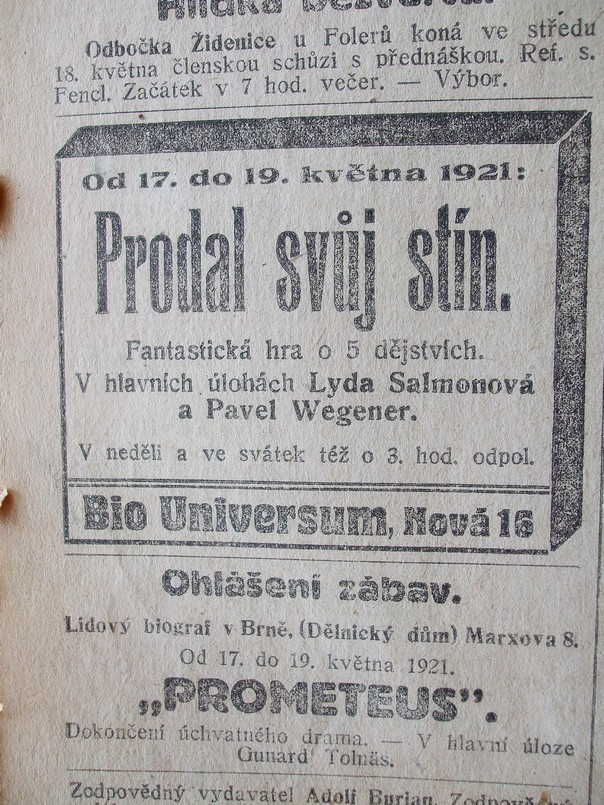 Odbočka Židenice u Folerů koná ve středu
18. května členskou schůzi s přednáškou. Ref. s.
Fencl. Začátek v 7 hod. večer. — Výbor.
Od 17. do 19. května 1921:
Prodal svůj stín.
Fantastická hra o 5 dějstvích.
V hlavních úlohách Lyda Salmonová
a Pavel Wegener.
V neděli a ve svátek též o 3. hod. odpol.
Bio Universum, Nová 16
Ohlášení zábav.
Lidový biograf v Brně, (Dělnický dům) Marxova 8.
Od 17. do 19. května 1921.
„PROMETEUS".
Dokončení úchvatného drama. — V hlavní úloze
Gunard Tolnäs.
Zodpovědný vydavatel Adolf Burian.